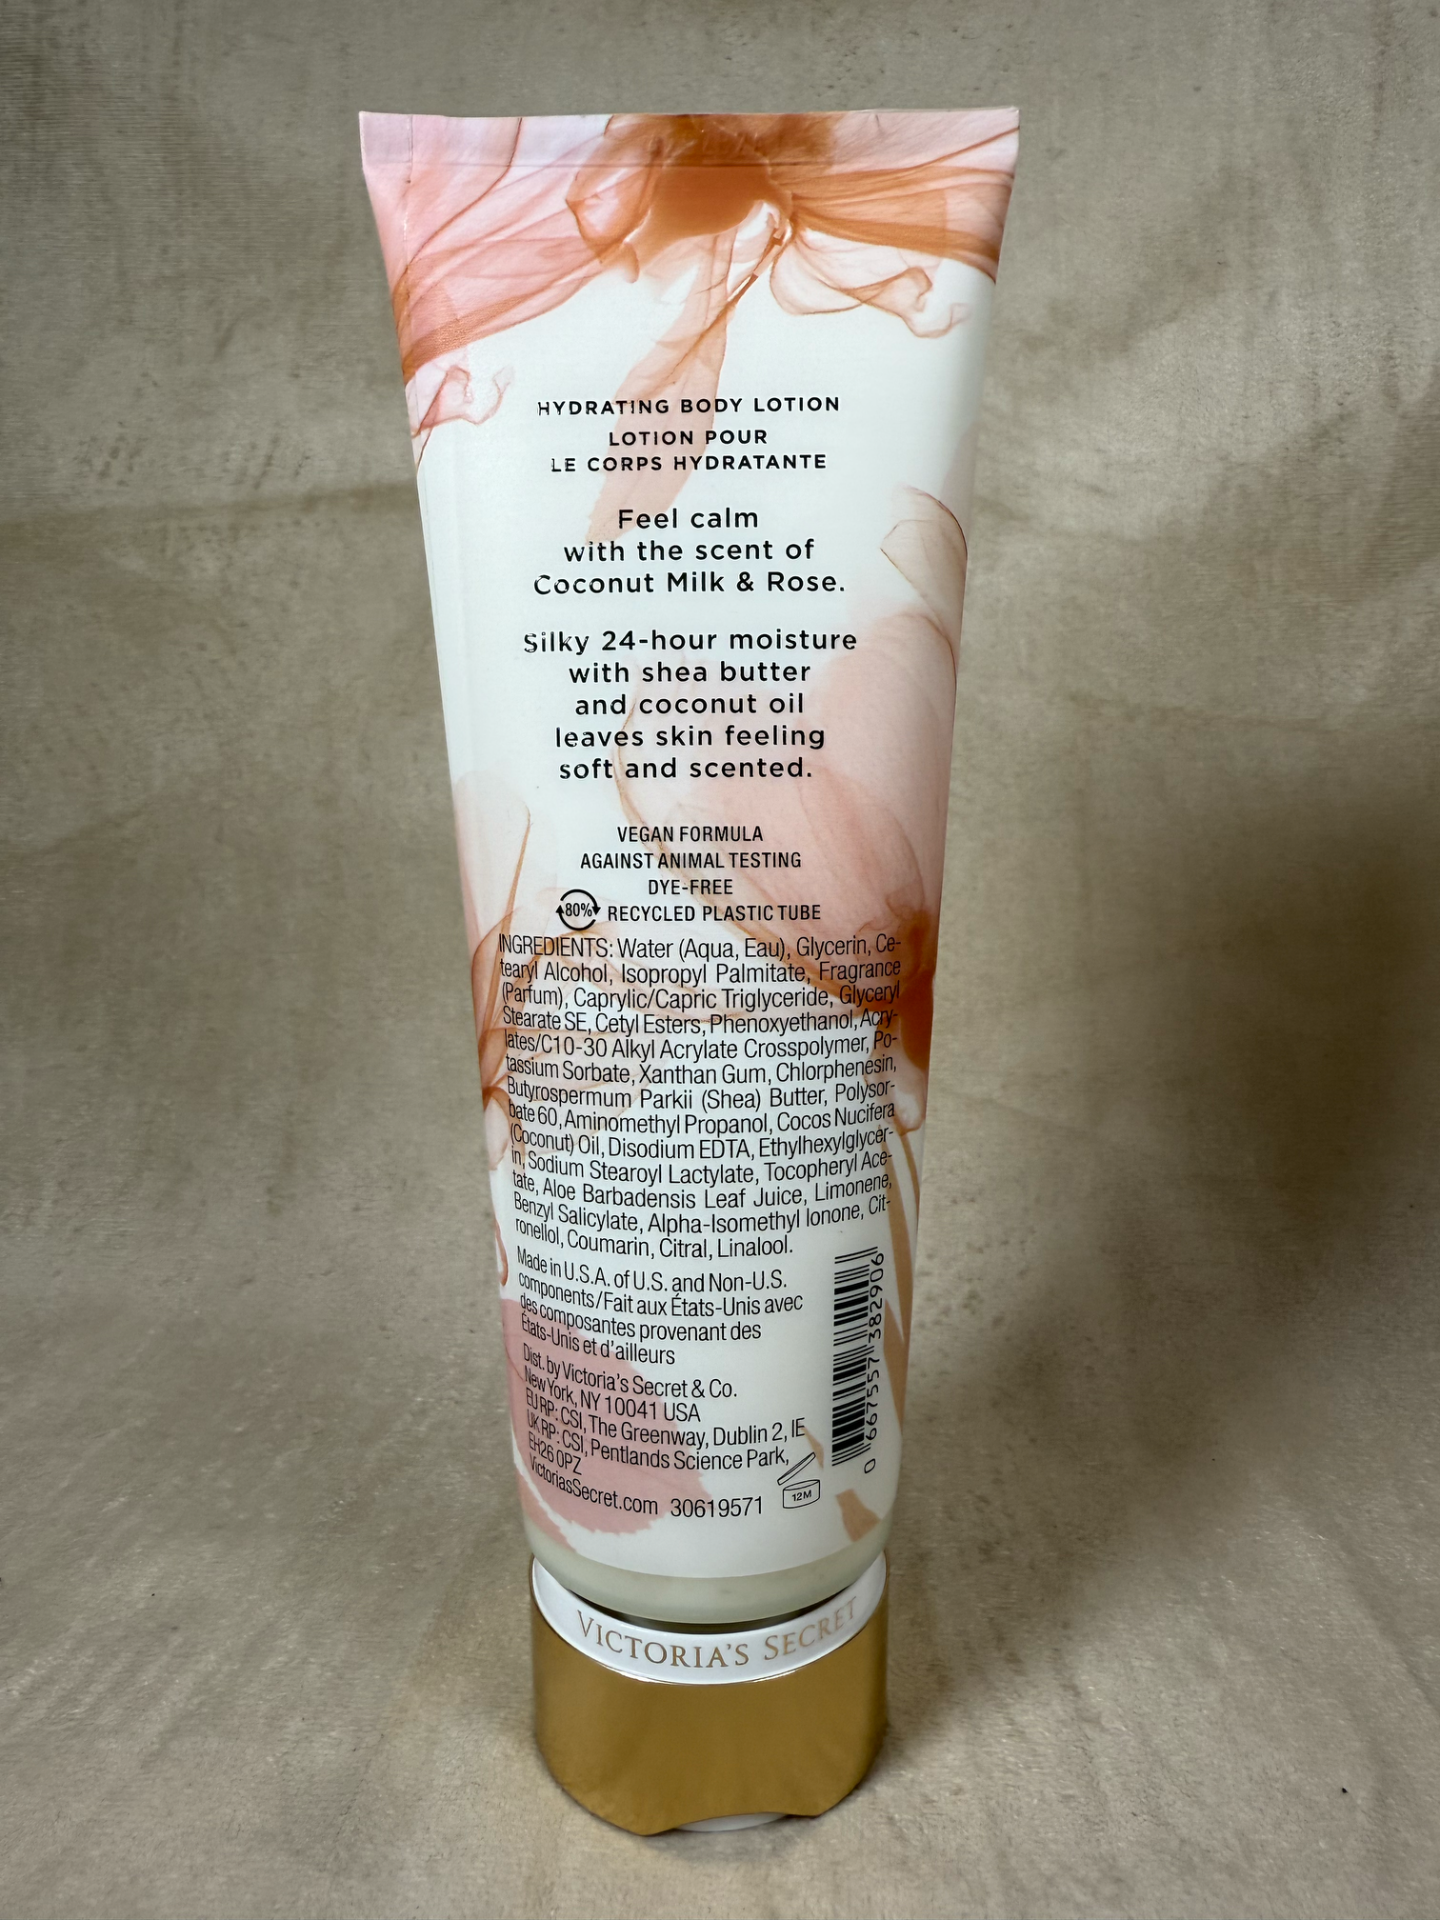 HYDRATING BODY LOTION
LOTION POUR
LE CORPS HYDRATANTE
Feel calm
with the scent of
Coconut Milk & Rose.
Silky 24-hour moisture
with shea butter
and coconut oil
leaves skin feeling
soft and scented.
VEGAN FORMULA
AGAINST ANIMAL TESTING
DYE-FREE
80% RECYCLED PLASTIC TUBE
INGREDIENTS: Water (Aqua, Eau), Glycerin, Ce-
tearyl Alcohol, Isopropyl Palmitate, Fragrance
(Parfum), Caprylic/Capric Triglyceride, Glyceryl
Stearate SE, Cetyl Esters, Phenoxyethanol, Acry-
lates/C10-30 Alkyl Acrylate Crosspolymer, Po-
tassium Sorbate, Xanthan Gum, Chlorphenesin,
Butyrospermum Parkii (Shea) Butter, Polysor-
bate 60, Aminomethyl Propanol, Cocos Nucifera
(Coconut) Oil, Disodium EDTA, Ethylhexylglycer-
in, Sodium Stearoyl Lactylate, Tocopheryl Ace-
tate, Aloe Barbadensis Leaf Juice, Limonene,
Benzyl Salicylate, Alpha-Isomethyl Ionone, Cit-
ronellol, Coumarin, Citral, Linalool.
Made in U.S.A. of U.S. and Non-U.S.
components/Fait aux États-Unis avec
des composantes provenant des
États-Unis et d'ailleurs
Dist. by Victoria's Secret & Co.
New York, NY 10041 USA
EU RP: CSI, The Greenway, Dublin 2, IE
UK RP: CSI, Pentlands Science Park,
EH26 0PZ
VictoriasSecret.com 30619571
12M
0 667557 382906
VICTORIA'S SECRET